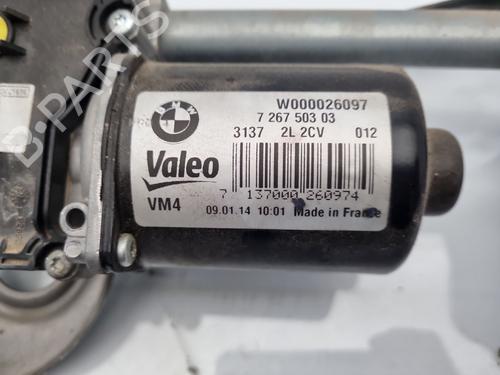 W000026097
7 267 503 03
3137 2L 2CV 012
BMW
Valeo
7 137000 260974
VM4
09.01.14 10:01 Made in France
B-PARTS